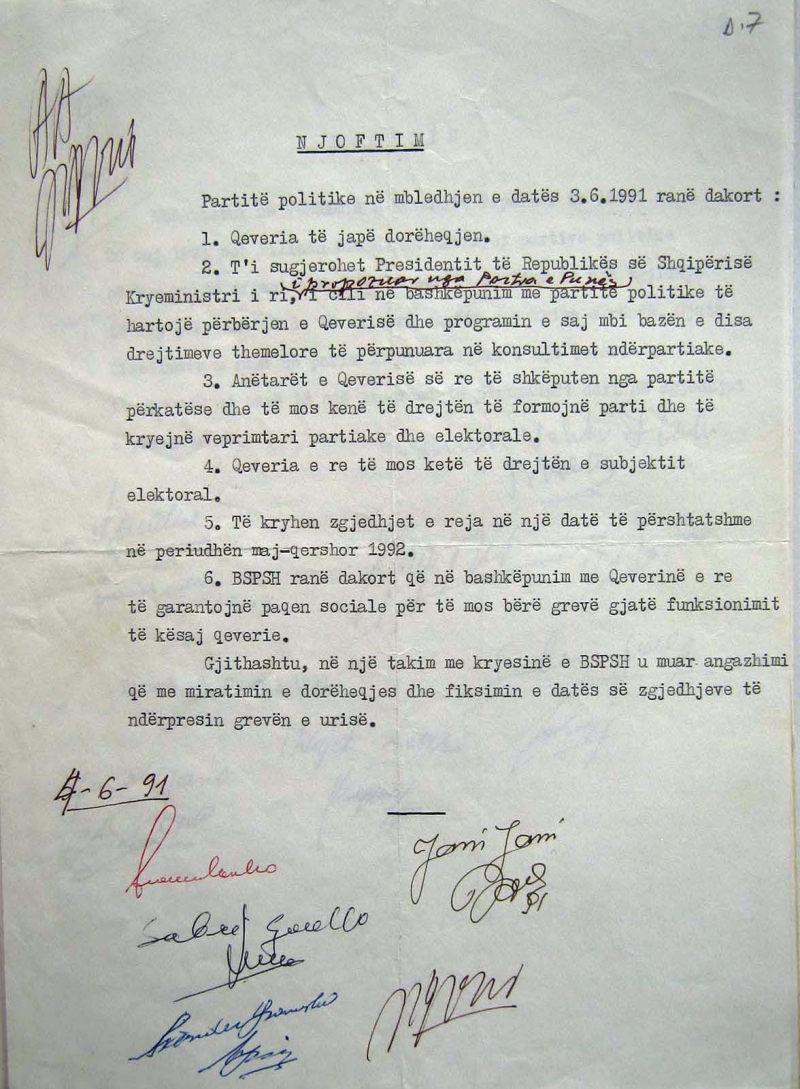 D.7
N J O F T I M
Partitë politike në mbledhjen e datës 3.6.1991 ranë dakort :
1. Qeveria të japë dorëheqjen.
2. T'i sugjerohet Presidentit të Republikës së Shqipërisë
i propozuar nga Partia e Punës,
Kryeministri i ri, i cili në bashkëpunim me partitë politike të
hartojë përbërjen e Qeverisë dhe programin e saj mbi bazën e disa
drejtimeve themelore të përpunuara në konsultimet ndërpartiake.
3. Anëtarët e Qeverisë së re të shkëputen nga partitë
përkatëse dhe të mos kenë të drejtën të formojnë parti dhe të
kryejnë veprimtari partiake dhe elektorale.
4. Qeveria e re të mos ketë të drejtën e subjektit
elektoral.
5. Të kryhen zgjedhjet e reja në një datë të përshtatshme
në periudhën maj-qershor 1992.
6. BSPSH ranë dakort që në bashkëpunim me Qeverinë e re
të garantojnë paqen sociale për të mos bërë grevë gjatë funksionimit
të kësaj qeverie.
Gjithashtu, në një takim me kryesinë e BSPSH u muar angazhimi
që me miratimin e dorëheqjes dhe fiksimin e datës së zgjedhjeve të
ndërpresin grevën e urisë.
4-6-91